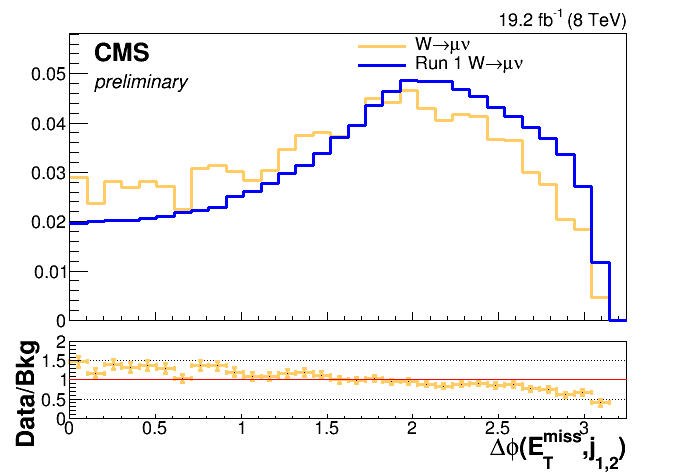 19.2 fb⁻¹ (8 TeV)
CMS
preliminary
W→μν
Run 1 W→μν
0.05
0.04
0.03
0.02
0.01
0
Data/Bkg
2
1.5
1
0.5
0
0 0.5 1 1.5 2 2.5 3
Δϕ(E_T^miss,j_1,2)